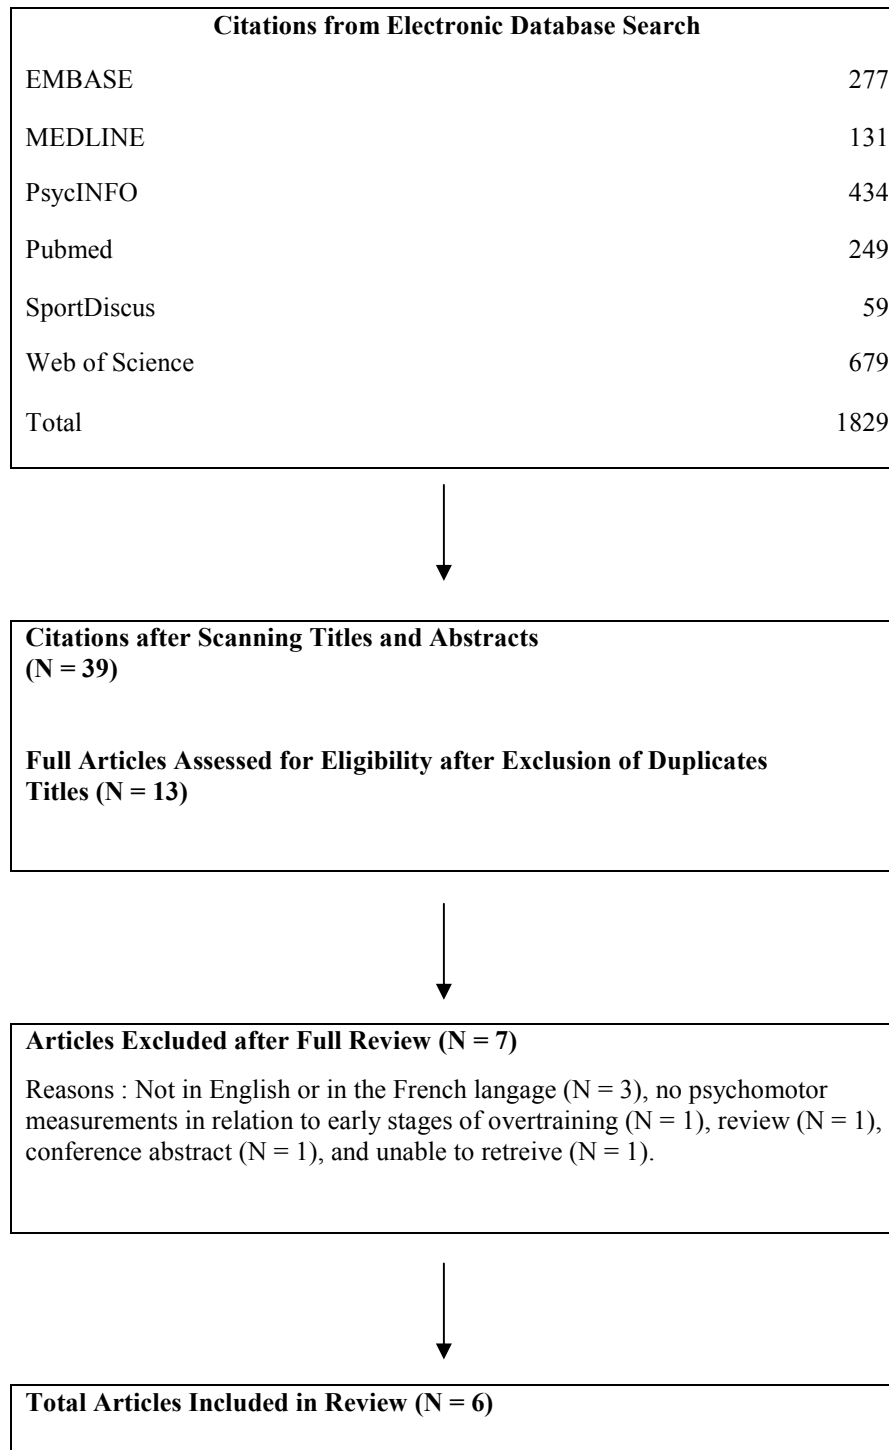 Citations from Electronic Database Search
EMBASE 277
MEDLINE 131
PsycINFO 434
Pubmed 249
SportDiscus 59
Web of Science 679
Total 1829
Citations after Scanning Titles and Abstracts
(N = 39)
Full Articles Assessed for Eligibility after Exclusion of Duplicates
Titles (N = 13)
Articles Excluded after Full Review (N = 7)
Reasons : Not in English or in the French langage (N = 3), no psychomotor
measurements in relation to early stages of overtraining (N = 1), review (N = 1),
conference abstract (N = 1), and unable to retreive (N = 1).
Total Articles Included in Review (N = 6)